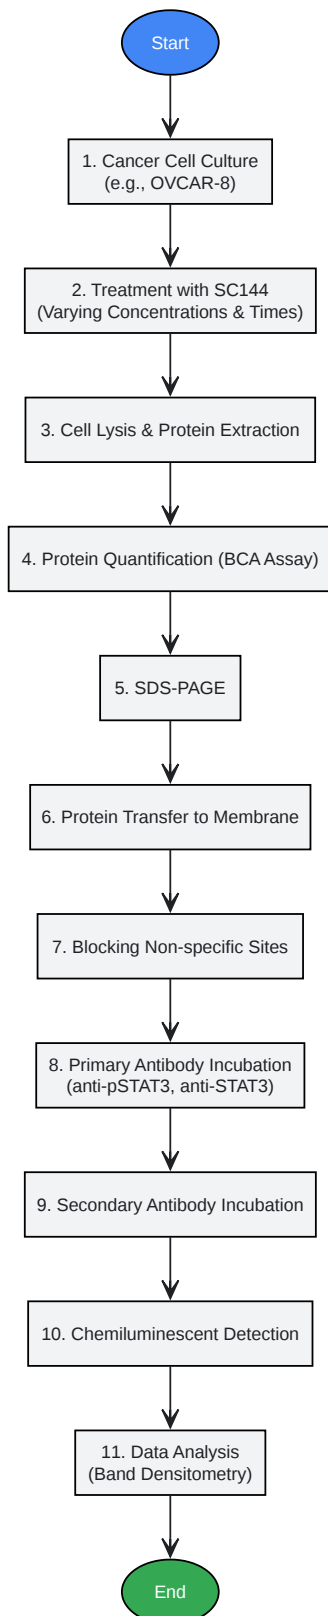 Start
1. Cancer Cell Culture
(e.g., OVCAR-8)
2. Treatment with SC144
(Varying Concentrations & Times)
3. Cell Lysis & Protein Extraction
4. Protein Quantification (BCA Assay)
5. SDS-PAGE
6. Protein Transfer to Membrane
7. Blocking Non-specific Sites
8. Primary Antibody Incubation
(anti-pSTAT3, anti-STAT3)
9. Secondary Antibody Incubation
10. Chemiluminescent Detection
11. Data Analysis
(Band Densitometry)
End